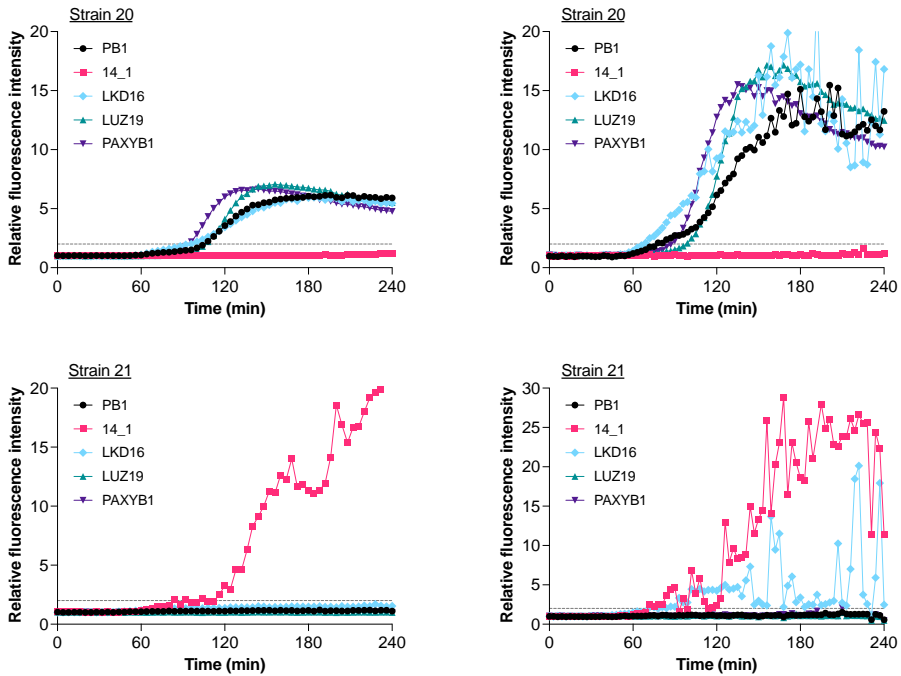 Strain 20
20
15
10
5
0
Relative fluorescence intensity
PB1
14_1
LKD16
LUZ19
PAXYB1
0 60 120 180 240
Time (min)
Strain 20
20
15
10
5
0
Relative fluorescence intensity
PB1
14_1
LKD16
LUZ19
PAXYB1
0 60 120 180 240
Time (min)
Strain 21
20
15
10
5
0
Relative fluorescence intensity
PB1
14_1
LKD16
LUZ19
PAXYB1
0 60 120 180 240
Time (min)
Strain 21
30
25
20
15
10
5
0
Relative fluorescence intensity
PB1
14_1
LKD16
LUZ19
PAXYB1
0 60 120 180 240
Time (min)